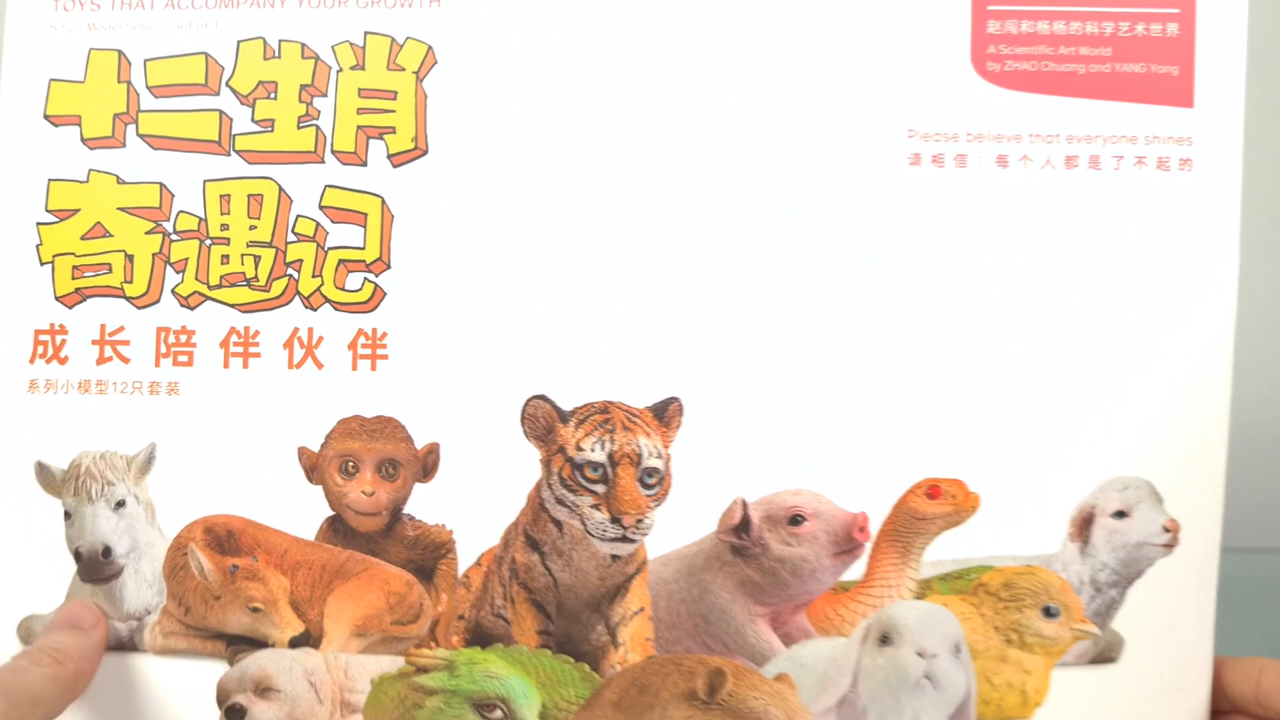 TOYS THAT ACCOMPANY YOUR GROWTH
十二生肖
奇遇记
成长陪伴伙伴
系列小模型12只套装
赵闯和杨杨的科学艺术世界
A Scientific Art World
by ZHAO Chuang and YANG Yang
Please believe that everyone shines
请相信：每个人都是了不起的